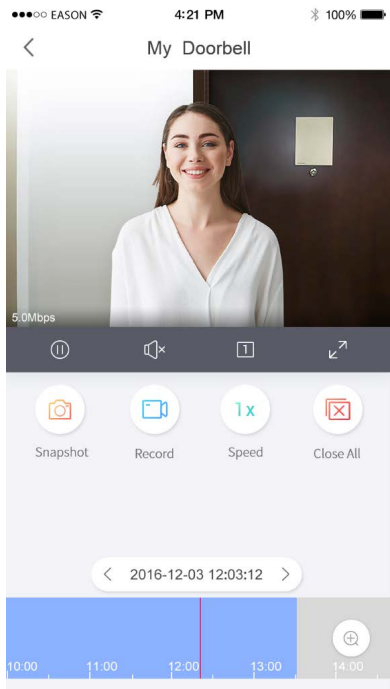 EASON 4:21 PM 100%
My Doorbell
5.0Mbps
1
Snapshot Record 1x Speed Close All
2016-12-03 12:03:12
10:00 11:00 12:00 13:00 14:00